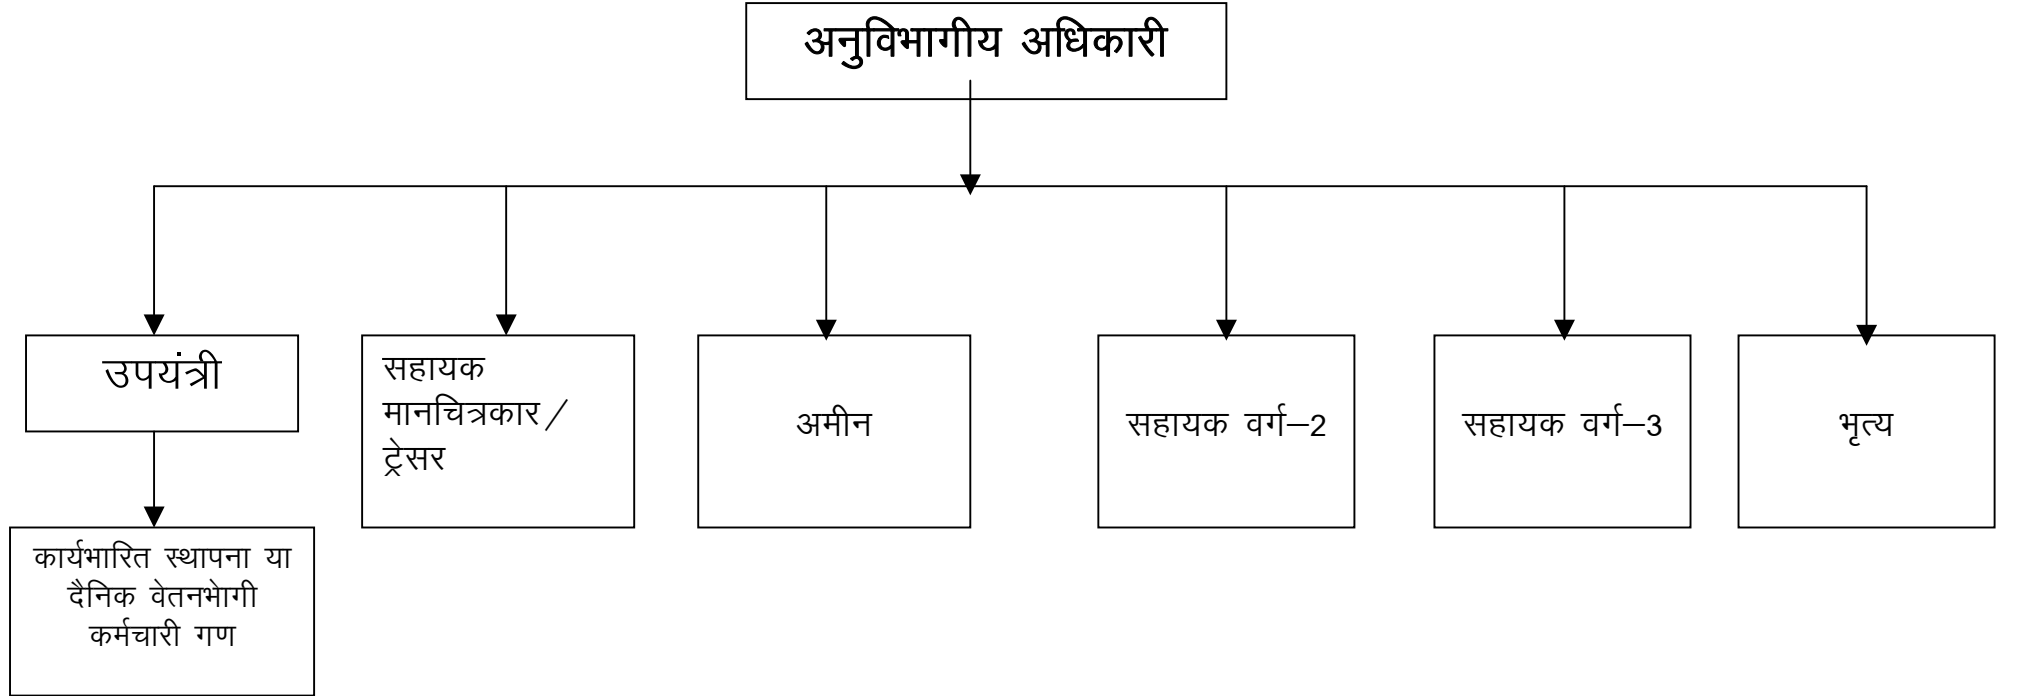 अनुविभागीय अधिकारी
उपयंत्री
सहायक
मानचित्रकार/
ट्रेसर
अमीन
सहायक वर्ग–2
सहायक वर्ग–3
भृत्य
कार्यभारित स्थापना या
दैनिक वेतनभेागी
कर्मचारी गण